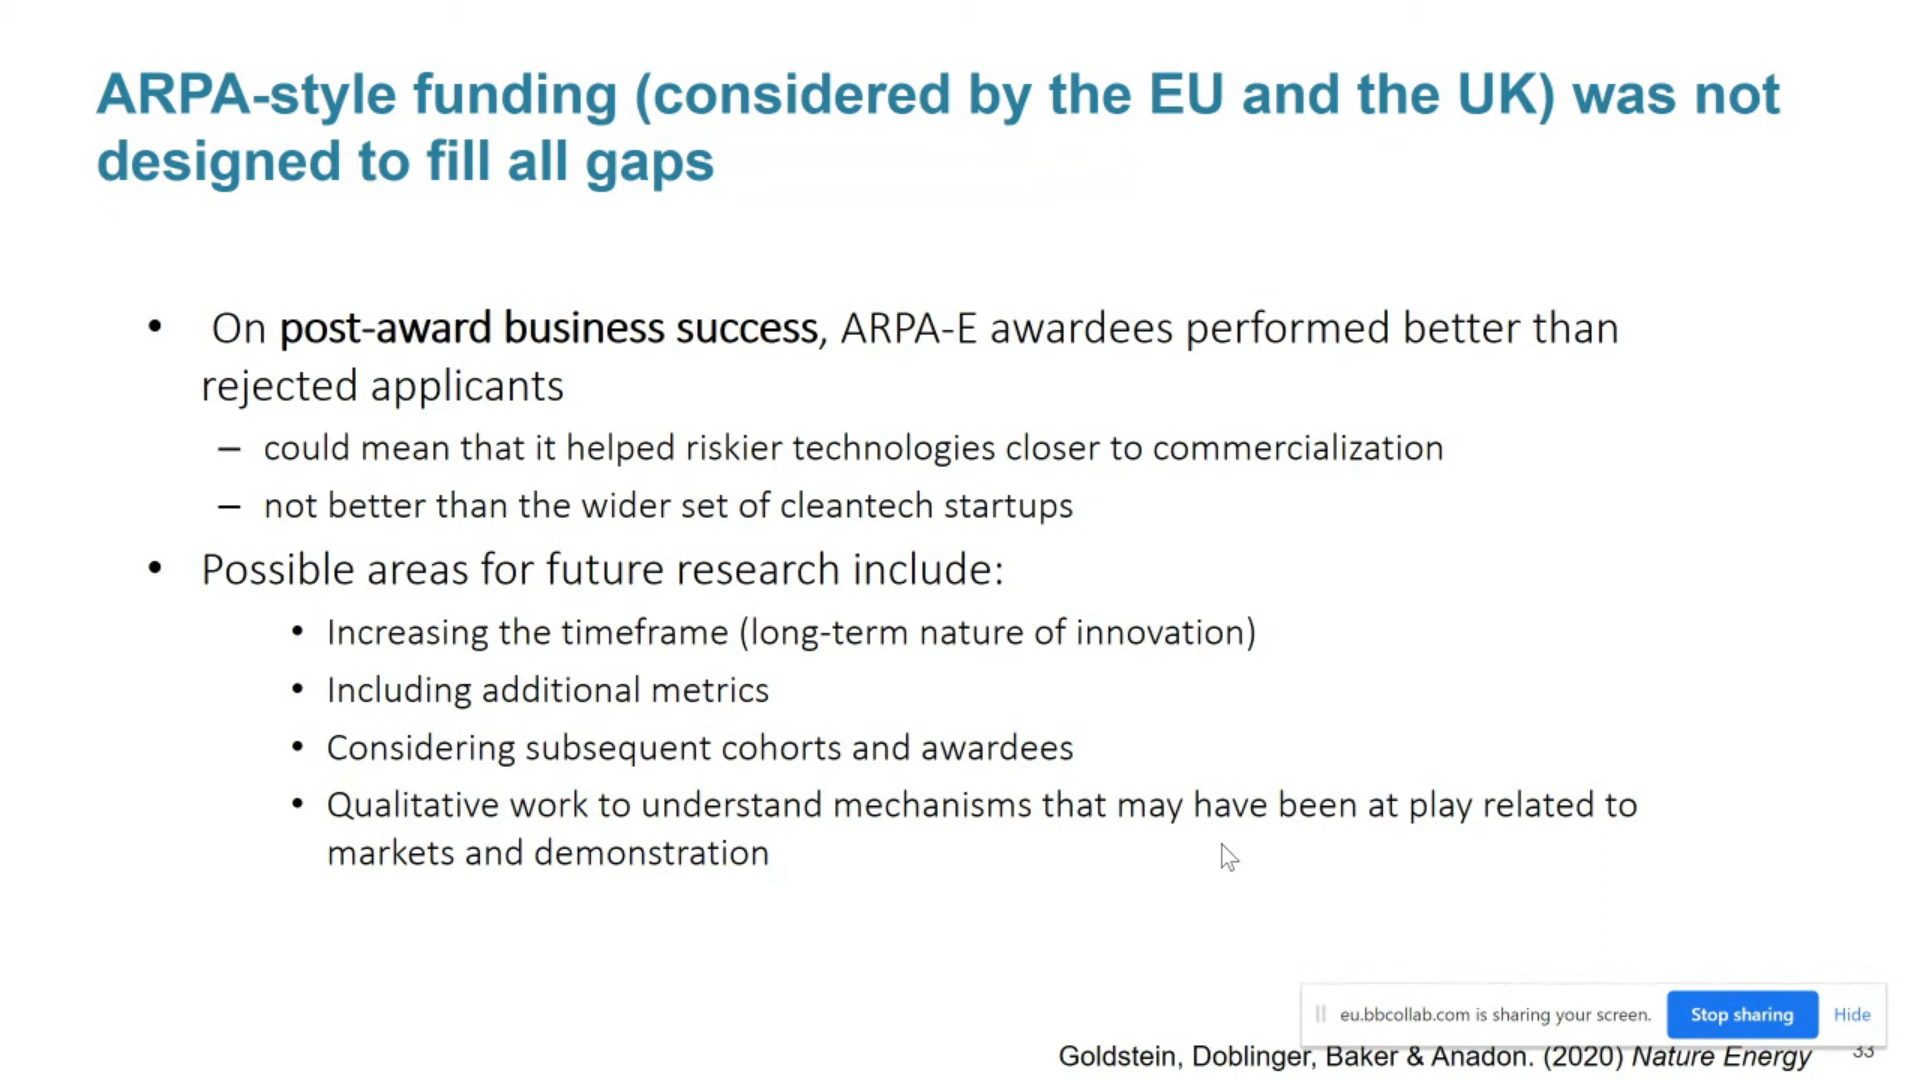 ARPA-style funding (considered by the EU and the UK) was not
designed to fill all gaps
• On post-award business success, ARPA-E awardees performed better than
rejected applicants
– could mean that it helped riskier technologies closer to commercialization
– not better than the wider set of cleantech startups
• Possible areas for future research include:
• Increasing the timeframe (long-term nature of innovation)
• Including additional metrics
• Considering subsequent cohorts and awardees
• Qualitative work to understand mechanisms that may have been at play related to
markets and demonstration
eu.bbcollab.com is sharing your screen. Stop sharing Hide
Goldstein, Doblinger, Baker & Anadon. (2020) Nature Energy 33